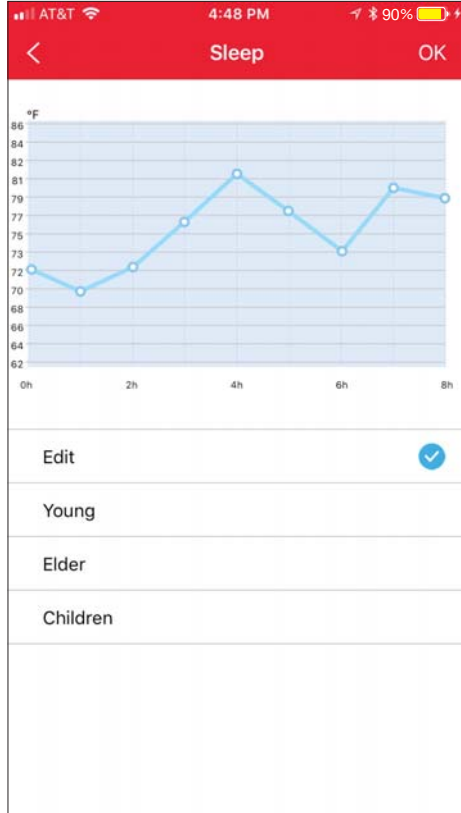 AT&T 4:48 PM 90%
Sleep OK
°F
86
84
82
81
79
77
75
73
72
70
68
66
64
62
0h 2h 4h 6h 8h
Edit
Young
Elder
Children